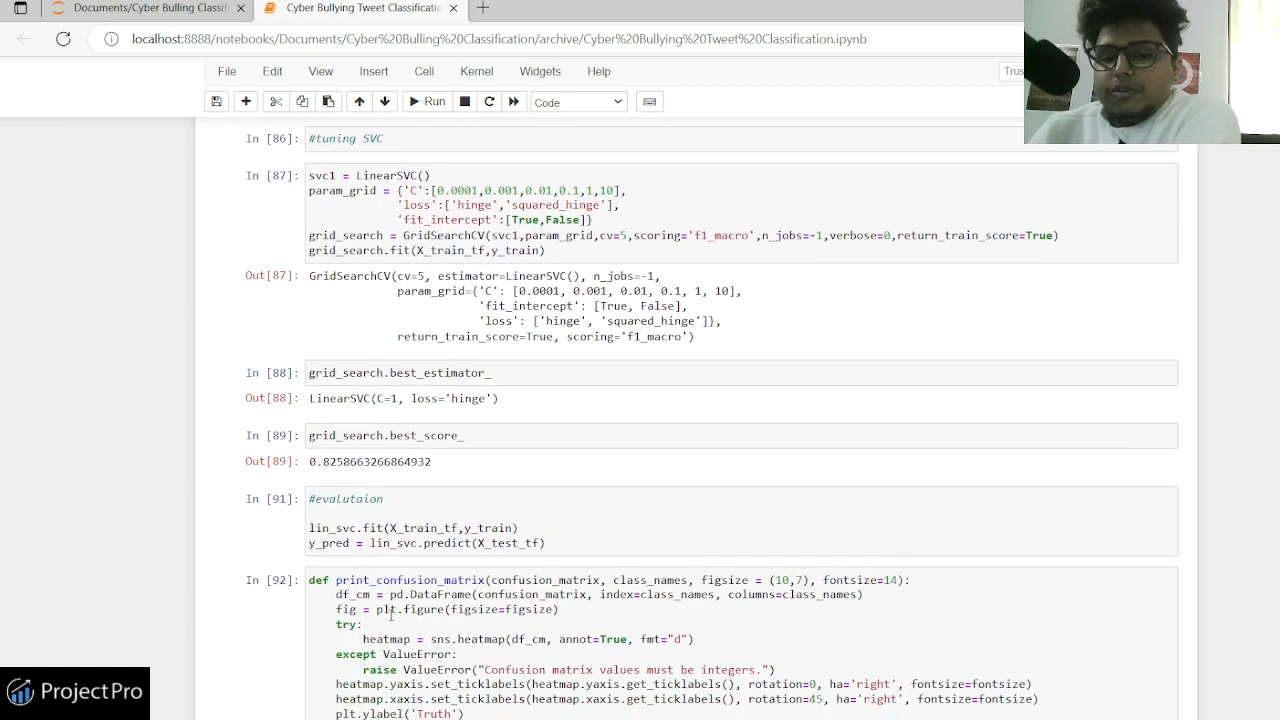 Documents/Cyber Bulling Classifi
Cyber Bullying Tweet Classificatio
localhost:8888/notebooks/Documents/Cyber%20Bulling%20Classification/archive/Cyber%20Bullying%20Tweet%20Classification.ipynb
File Edit View Insert Cell Kernel Widgets Help Trus
Run Code
In [86]: #tuning SVC
In [87]: svc1 = LinearSVC()
param_grid = {'C':[0.0001,0.001,0.01,0.1,1,10],
'loss':['hinge','squared_hinge'],
'fit_intercept':[True,False]}
grid_search = GridSearchCV(svc1,param_grid,cv=5,scoring='f1_macro',n_jobs=-1,verbose=0,return_train_score=True)
grid_search.fit(X_train_tf,y_train)
Out[87]: GridSearchCV(cv=5, estimator=LinearSVC(), n_jobs=-1,
param_grid={'C': [0.0001, 0.001, 0.01, 0.1, 1, 10],
'fit_intercept': [True, False],
'loss': ['hinge', 'squared_hinge']},
return_train_score=True, scoring='f1_macro')
In [88]: grid_search.best_estimator_
Out[88]: LinearSVC(C=1, loss='hinge')
In [89]: grid_search.best_score_
Out[89]: 0.8258663266864932
In [91]: #evalutaion
lin_svc.fit(X_train_tf,y_train)
y_pred = lin_svc.predict(X_test_tf)
In [92]: def print_confusion_matrix(confusion_matrix, class_names, figsize = (10,7), fontsize=14):
df_cm = pd.DataFrame(confusion_matrix, index=class_names, columns=class_names)
fig = plt.figure(figsize=figsize)
try:
heatmap = sns.heatmap(df_cm, annot=True, fmt="d")
except ValueError:
raise ValueError("Confusion matrix values must be integers.")
heatmap.yaxis.set_ticklabels(heatmap.yaxis.get_ticklabels(), rotation=0, ha='right', fontsize=fontsize)
heatmap.xaxis.set_ticklabels(heatmap.xaxis.get_ticklabels(), rotation=45, ha='right', fontsize=fontsize)
plt.ylabel('Truth')
ProjectPro